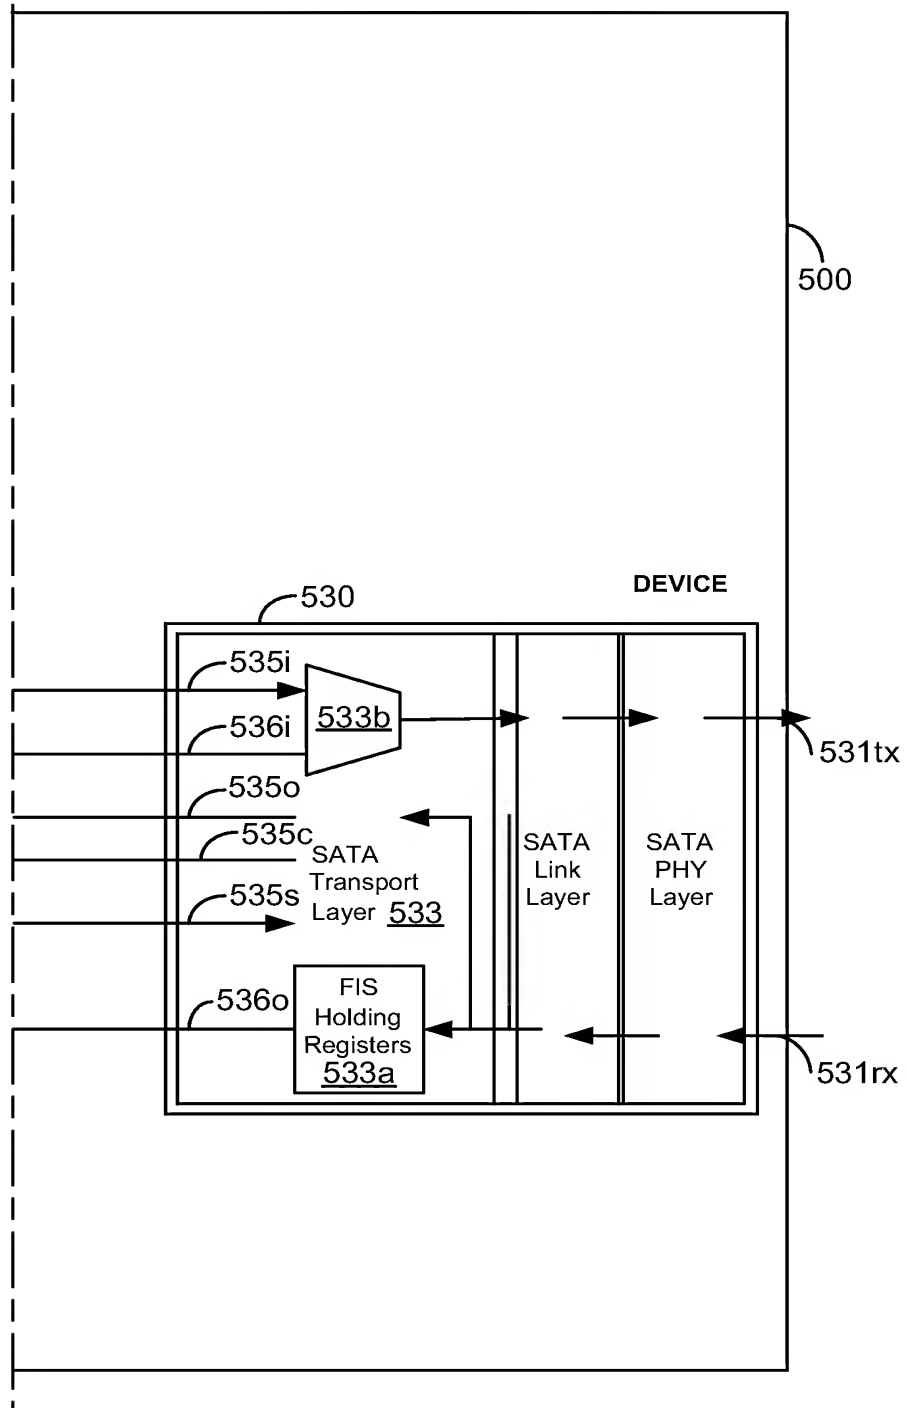 500
DEVICE
530
535i
533b
536i
531tx
535o
535c
SATA
Transport
Layer 533
SATA
Link
Layer
SATA
PHY
Layer
535s
536o
FIS
Holding
Registers
533a
531rx